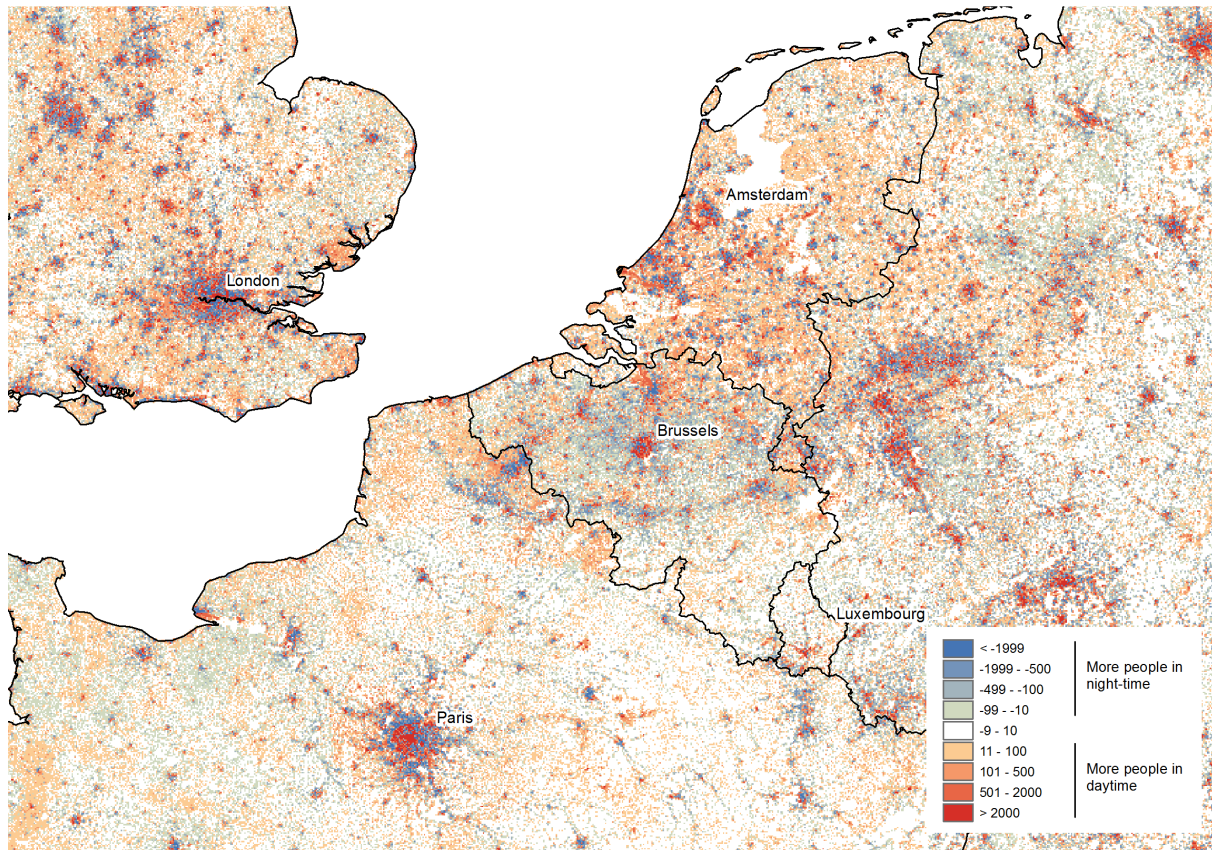 Amsterdam
London
Brussels
Luxembourg
Paris
< -1999
-1999 - -500
-499 - -100
-99 - -10
-9 - 10
11 - 100
101 - 500
501 - 2000
> 2000
More people in
night-time
More people in
daytime